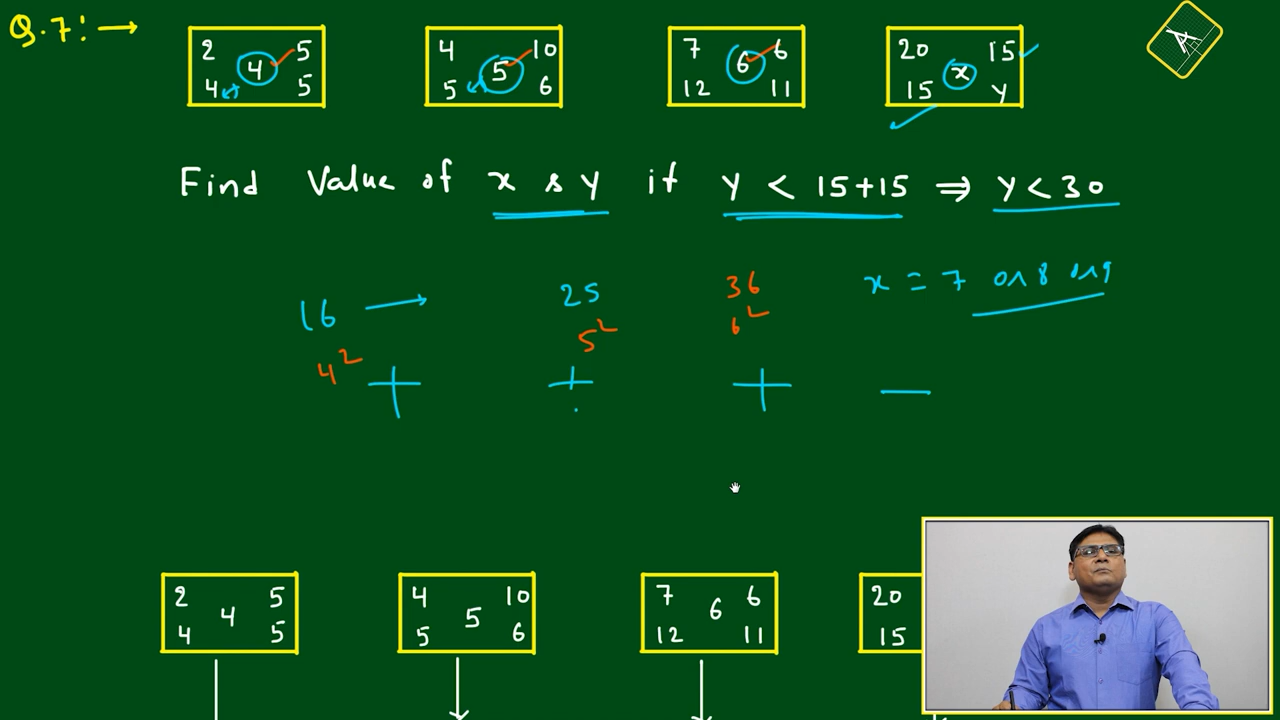 Q.7!→
2 5 4 4 5
4 10 5 5 6
7 6 6 12 11
20 15 x 15 y
Find Value of x & y if y < 15+15 ⇒ y < 30
16 → 25 36 x = 7 or 8 or 9
4² 5² 6²
+ + + —
2 5 4 4 5
4 10 5 5 6
7 6 6 12 11
20 15